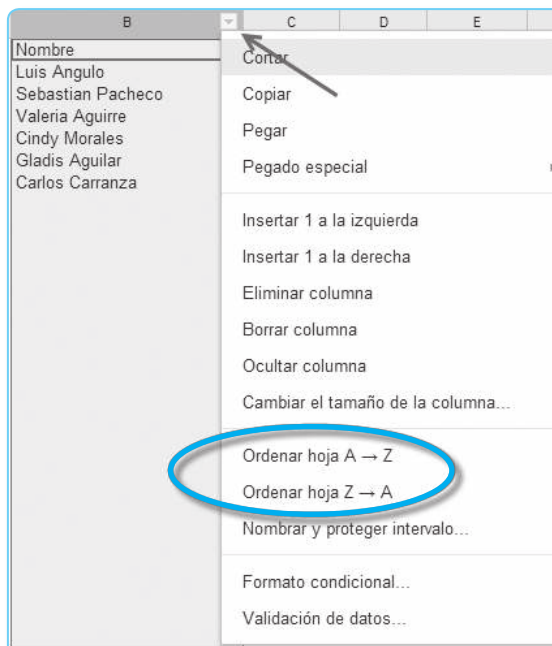 B C D E
Nombre
Luis Angulo
Sebastian Pacheco
Valeria Aguirre
Cindy Morales
Gladis Aguilar
Carlos Carranza
Cortar
Copiar
Pegar
Pegado especial
Insertar 1 a la izquierda
Insertar 1 a la derecha
Eliminar columna
Borrar columna
Ocultar columna
Cambiar el tamaño de la columna...
Ordenar hoja A → Z
Ordenar hoja Z → A
Nombrar y proteger intervalo...
Formato condicional...
Validación de datos...